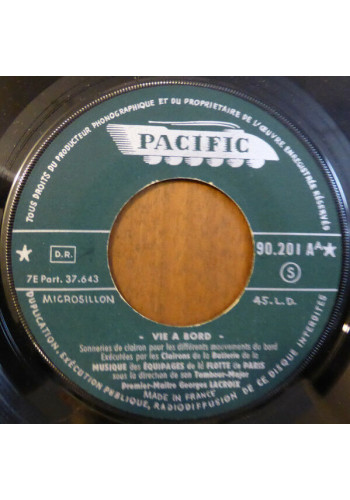 TOUS DROITS DU PRODUCTEUR PHONOGRAPHIQUE ET DU PROPRIETAIRE DE L'ŒUVRE ENREGISTRÉE RÉSERVÉS
PACIFIC
D.R.
90.201 A
7E Part. 37.643
S
MICROSILLON
45.L.D.
- VIE A BORD -
Sonneries de clairon pour les différents mouvements du bord
Exécutées par les Clairons de la Batterie de la
MUSIQUE des ÉQUIPAGES de la FLOTTE de PARIS
sous la direction de son Tambour-Major
Premier-Maître Georges LACROIX
MADE IN FRANCE
DUPLICATION-EXÉCUTION PUBLIQUE, RADIODIFFUSION DE CE DISQUE INTERDITES